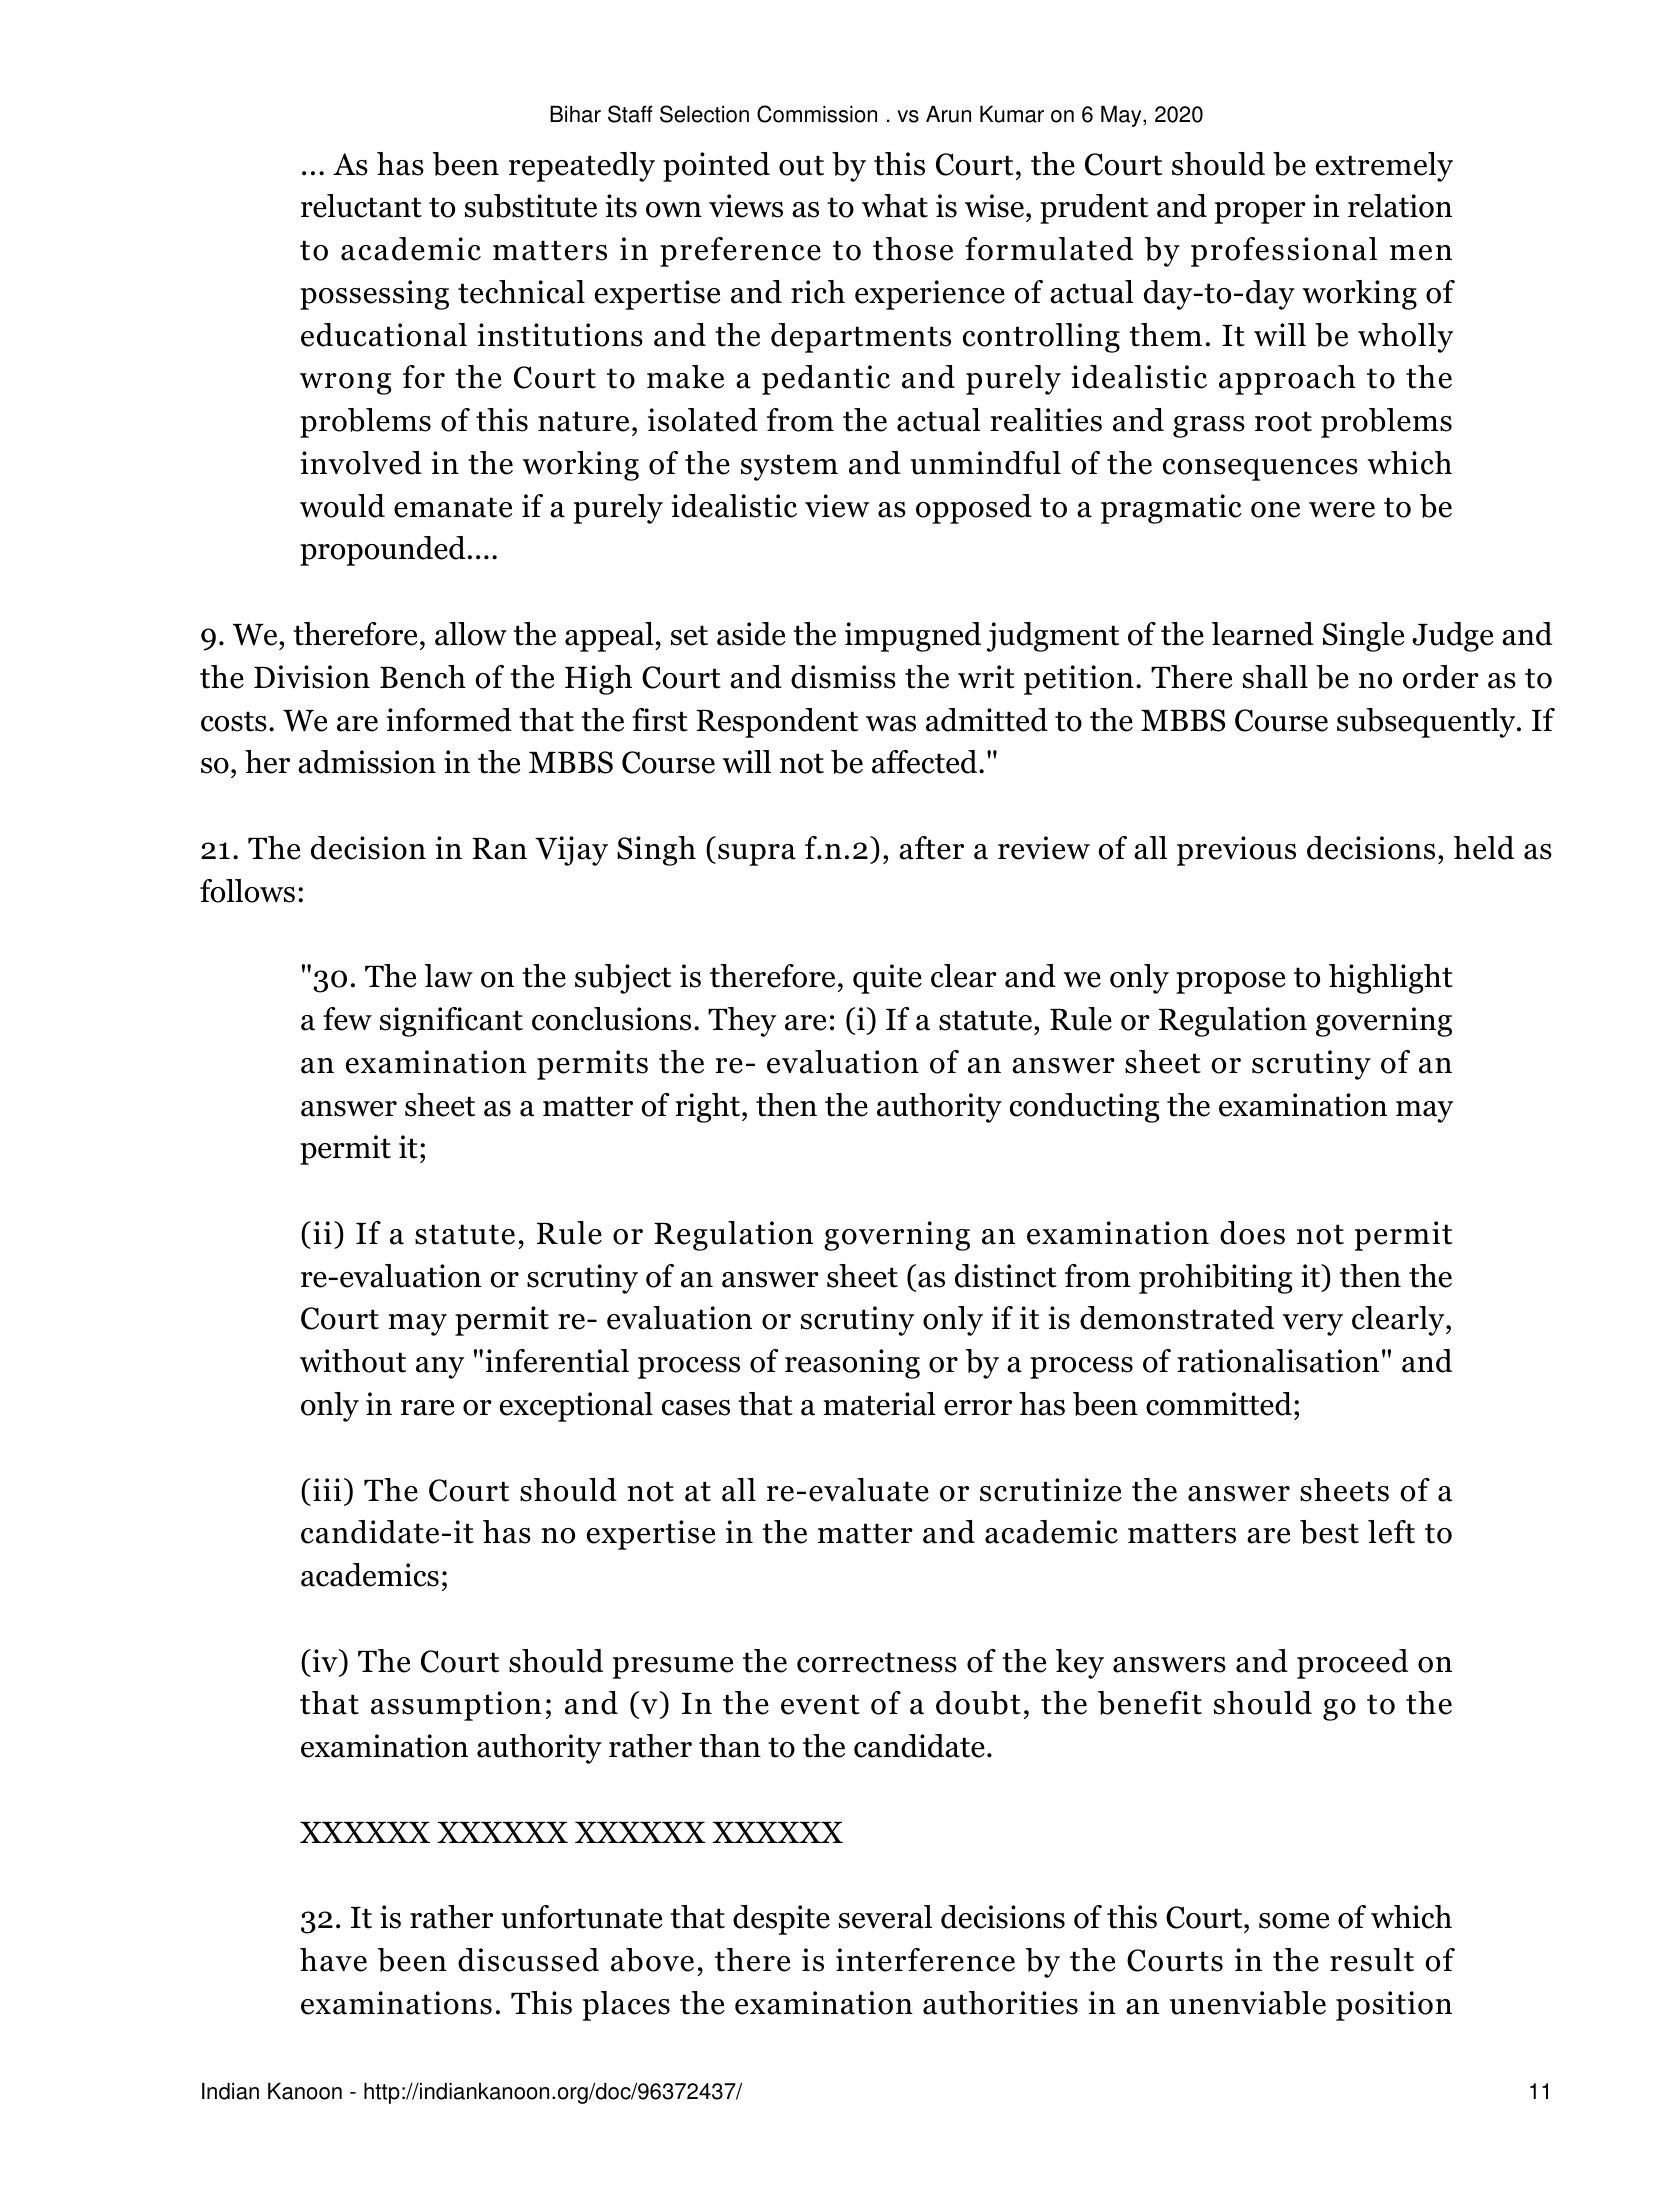 Bihar Staff Selection Commission . vs Arun Kumar on 6 May, 2020
... As has been repeatedly pointed out by this Court, the Court should be extremely
reluctant to substitute its own views as to what is wise, prudent and proper in relation
to academic matters in preference to those formulated by professional men
possessing technical expertise and rich experience of actual day-to-day working of
educational institutions and the departments controlling them. It will be wholly
wrong for the Court to make a pedantic and purely idealistic approach to the
problems of this nature, isolated from the actual realities and grass root problems
involved in the working of the system and unmindful of the consequences which
would emanate if a purely idealistic view as opposed to a pragmatic one were to be
propounded....
9. We, therefore, allow the appeal, set aside the impugned judgment of the learned Single Judge and
the Division Bench of the High Court and dismiss the writ petition. There shall be no order as to
costs. We are informed that the first Respondent was admitted to the MBBS Course subsequently. If
so, her admission in the MBBS Course will not be affected."
21. The decision in Ran Vijay Singh (supra f.n.2), after a review of all previous decisions, held as
follows:
"30. The law on the subject is therefore, quite clear and we only propose to highlight
a few significant conclusions. They are: (i) If a statute, Rule or Regulation governing
an examination permits the re- evaluation of an answer sheet or scrutiny of an
answer sheet as a matter of right, then the authority conducting the examination may
permit it;
(ii) If a statute, Rule or Regulation governing an examination does not permit
re-evaluation or scrutiny of an answer sheet (as distinct from prohibiting it) then the
Court may permit re- evaluation or scrutiny only if it is demonstrated very clearly,
without any "inferential process of reasoning or by a process of rationalisation" and
only in rare or exceptional cases that a material error has been committed;
(iii) The Court should not at all re-evaluate or scrutinize the answer sheets of a
candidate-it has no expertise in the matter and academic matters are best left to
academics;
(iv) The Court should presume the correctness of the key answers and proceed on
that assumption; and (v) In the event of a doubt, the benefit should go to the
examination authority rather than to the candidate.
XXXXXX XXXXXX XXXXXX XXXXXX
32. It is rather unfortunate that despite several decisions of this Court, some of which
have been discussed above, there is interference by the Courts in the result of
examinations. This places the examination authorities in an unenviable position
Indian Kanoon - http://indiankanoon.org/doc/96372437/ 11